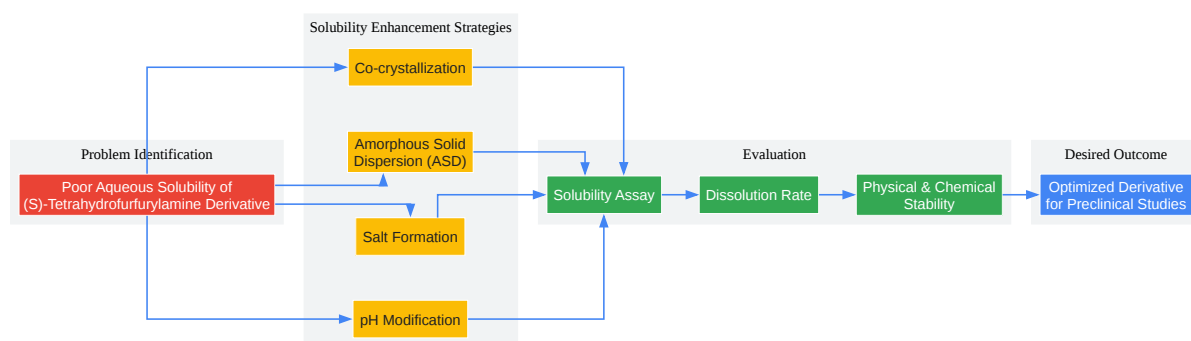 Solubility Enhancement Strategies
Co-crystallization
Amorphous Solid
Dispersion (ASD)
Problem Identification
Evaluation
Desired Outcome
Poor Aqueous Solubility of
(S)-Tetrahydrofurfurylamine Derivative
Solubility Assay
Dissolution Rate
Physical & Chemical
Stability
Optimized Derivative
for Preclinical Studies
Salt Formation
pH Modification